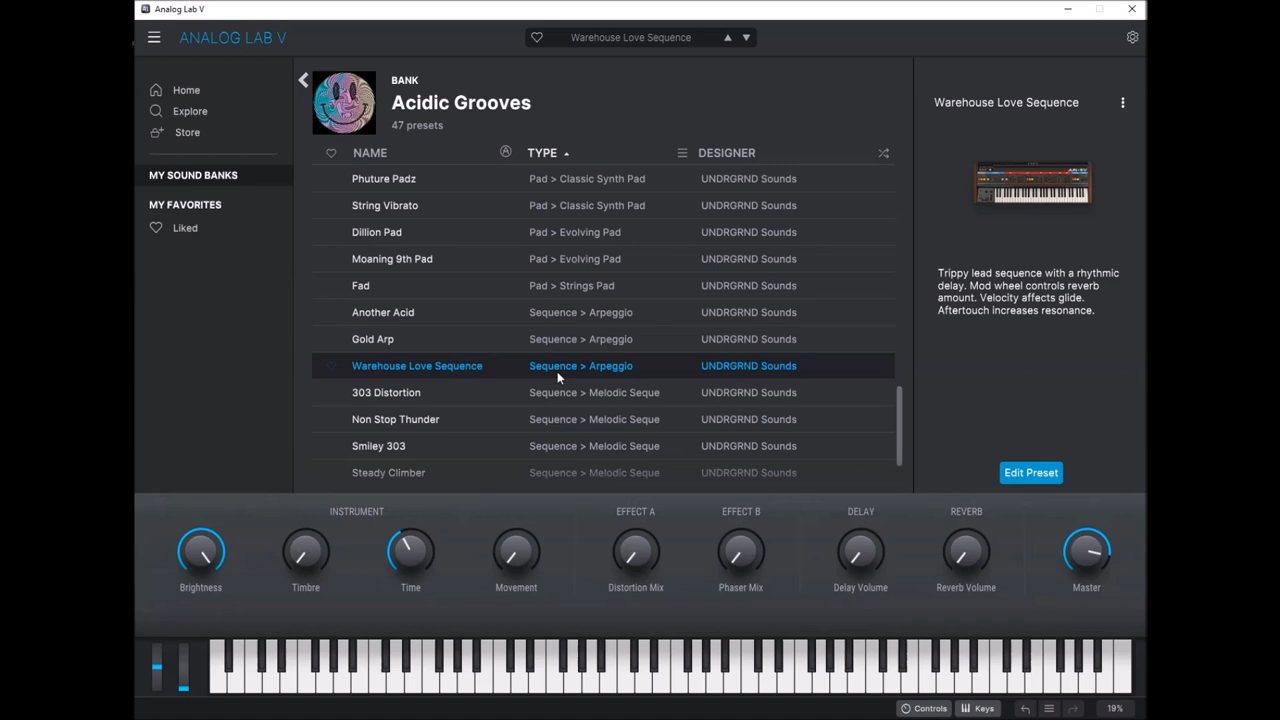 Analog Lab V
ANALOG LAB V
Warehouse Love Sequence
Home
Explore
Store
MY SOUND BANKS
MY FAVORITES
Liked
BANK
Acidic Grooves
47 presets
NAME TYPE DESIGNER
Phuture Padz Pad > Classic Synth Pad UNDRGRND Sounds
String Vibrato Pad > Classic Synth Pad UNDRGRND Sounds
Dillion Pad Pad > Evolving Pad UNDRGRND Sounds
Moaning 9th Pad Pad > Evolving Pad UNDRGRND Sounds
Fad Pad > Strings Pad UNDRGRND Sounds
Another Acid Sequence > Arpeggio UNDRGRND Sounds
Gold Arp Sequence > Arpeggio UNDRGRND Sounds
Warehouse Love Sequence Sequence > Arpeggio UNDRGRND Sounds
303 Distortion Sequence > Melodic Seque UNDRGRND Sounds
Non Stop Thunder Sequence > Melodic Seque UNDRGRND Sounds
Smiley 303 Sequence > Melodic Seque UNDRGRND Sounds
Steady Climber Sequence > Melodic Seque UNDRGRND Sounds
Warehouse Love Sequence
Trippy lead sequence with a rhythmic
delay. Mod wheel controls reverb
amount. Velocity affects glide.
Aftertouch increases resonance.
Edit Preset
INSTRUMENT EFFECT A EFFECT B DELAY REVERB
Brightness Timbre Time Movement Distortion Mix Phaser Mix Delay Volume Reverb Volume Master
Controls Keys 19%